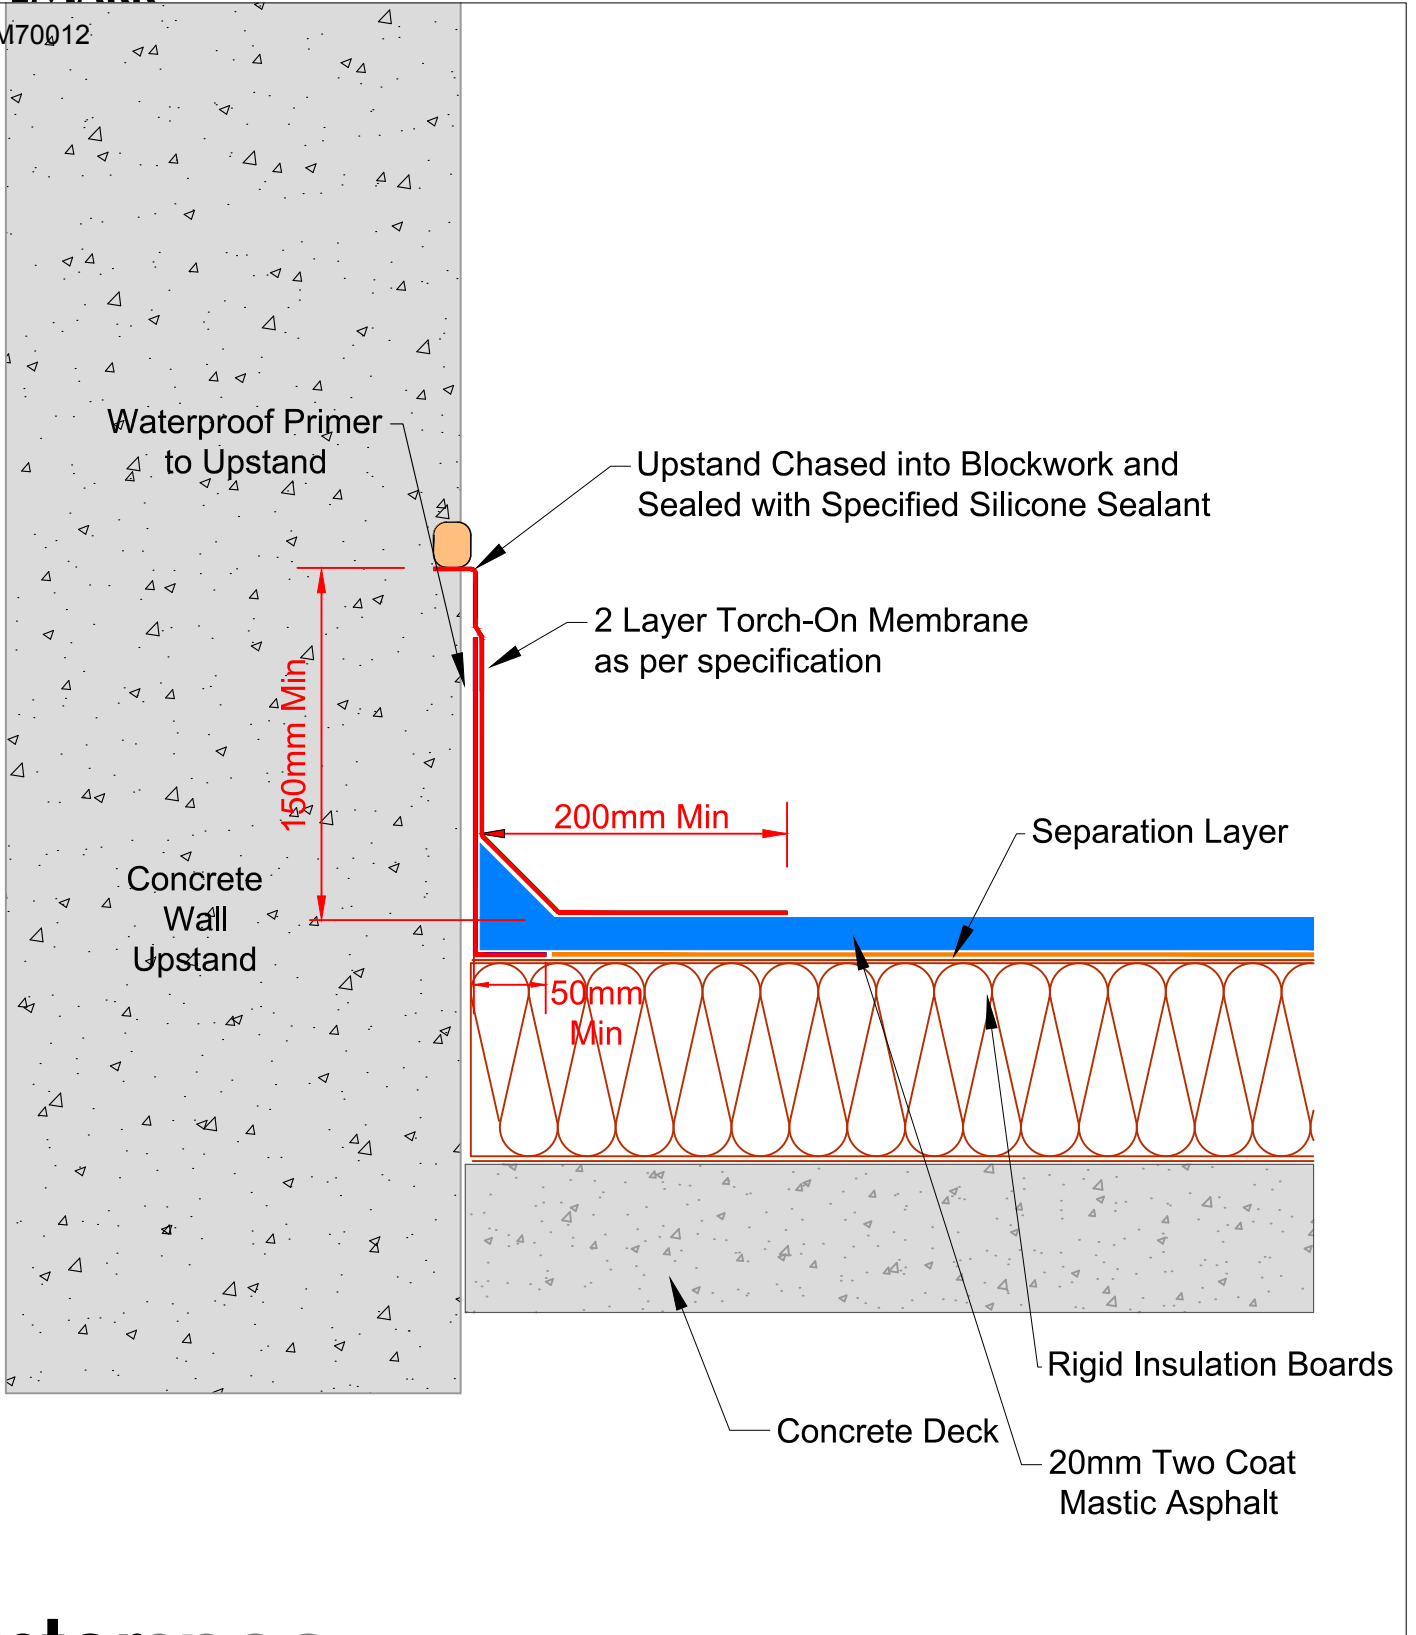 M70012
Waterproof Primer
to Upstand
Upstand Chased into Blockwork and
Sealed with Specified Silicone Sealant
2 Layer Torch-On Membrane
as per specification
150mm Min
200mm Min
Separation Layer
Concrete
Wall
Upstand
50mm
Min
Rigid Insulation Boards
Concrete Deck
20mm Two Coat
Mastic Asphalt